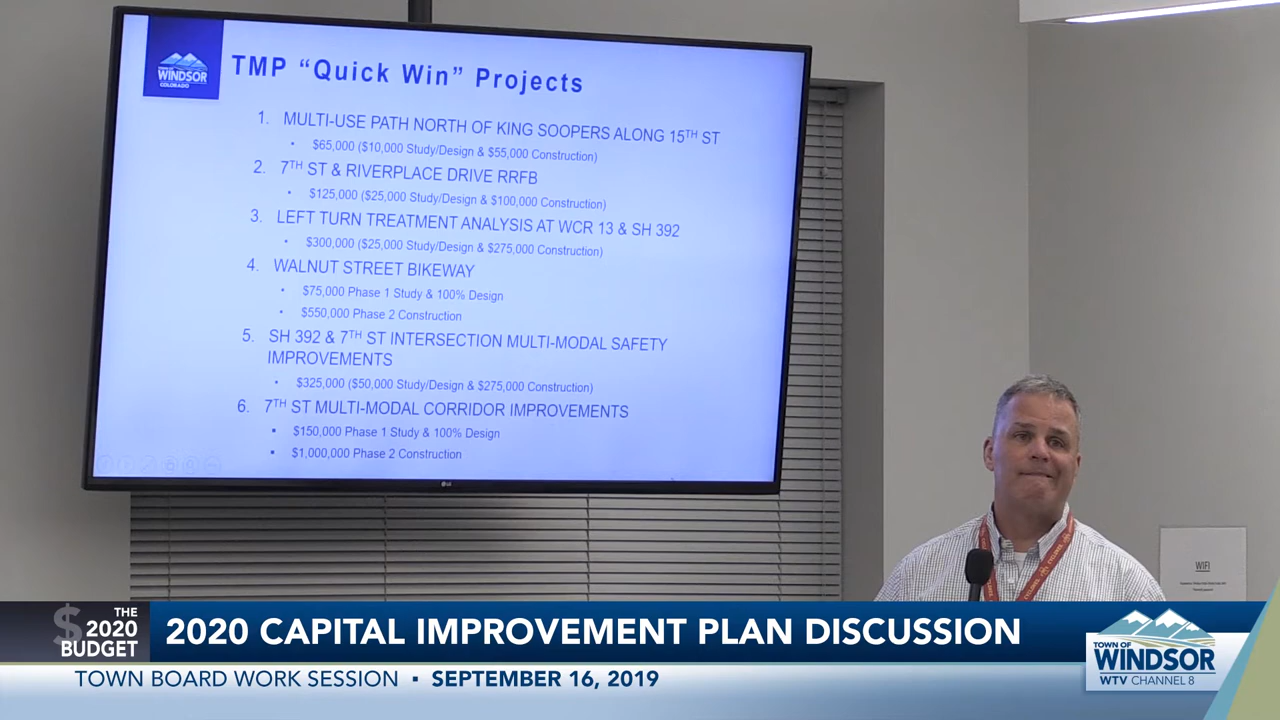 TOWN OF
WINDSOR
COLORADO
TMP “Quick Win” Projects
1. MULTI-USE PATH NORTH OF KING SOOPERS ALONG 15TH ST
• $65,000 ($10,000 Study/Design & $55,000 Construction)
2. 7TH ST & RIVERPLACE DRIVE RRFB
• $125,000 ($25,000 Study/Design & $100,000 Construction)
3. LEFT TURN TREATMENT ANALYSIS AT WCR 13 & SH 392
• $300,000 ($25,000 Study/Design & $275,000 Construction)
4. WALNUT STREET BIKEWAY
• $75,000 Phase 1 Study & 100% Design
• $550,000 Phase 2 Construction
5. SH 392 & 7TH ST INTERSECTION MULTI-MODAL SAFETY
IMPROVEMENTS
• $325,000 ($50,000 Study/Design & $275,000 Construction)
6. 7TH ST MULTI-MODAL CORRIDOR IMPROVEMENTS
• $150,000 Phase 1 Study & 100% Design
• $1,000,000 Phase 2 Construction
LG
WIFI
$ THE
2020
BUDGET
2020 CAPITAL IMPROVEMENT PLAN DISCUSSION
TOWN BOARD WORK SESSION • SEPTEMBER 16, 2019
TOWN OF
WINDSOR
WTV CHANNEL 8